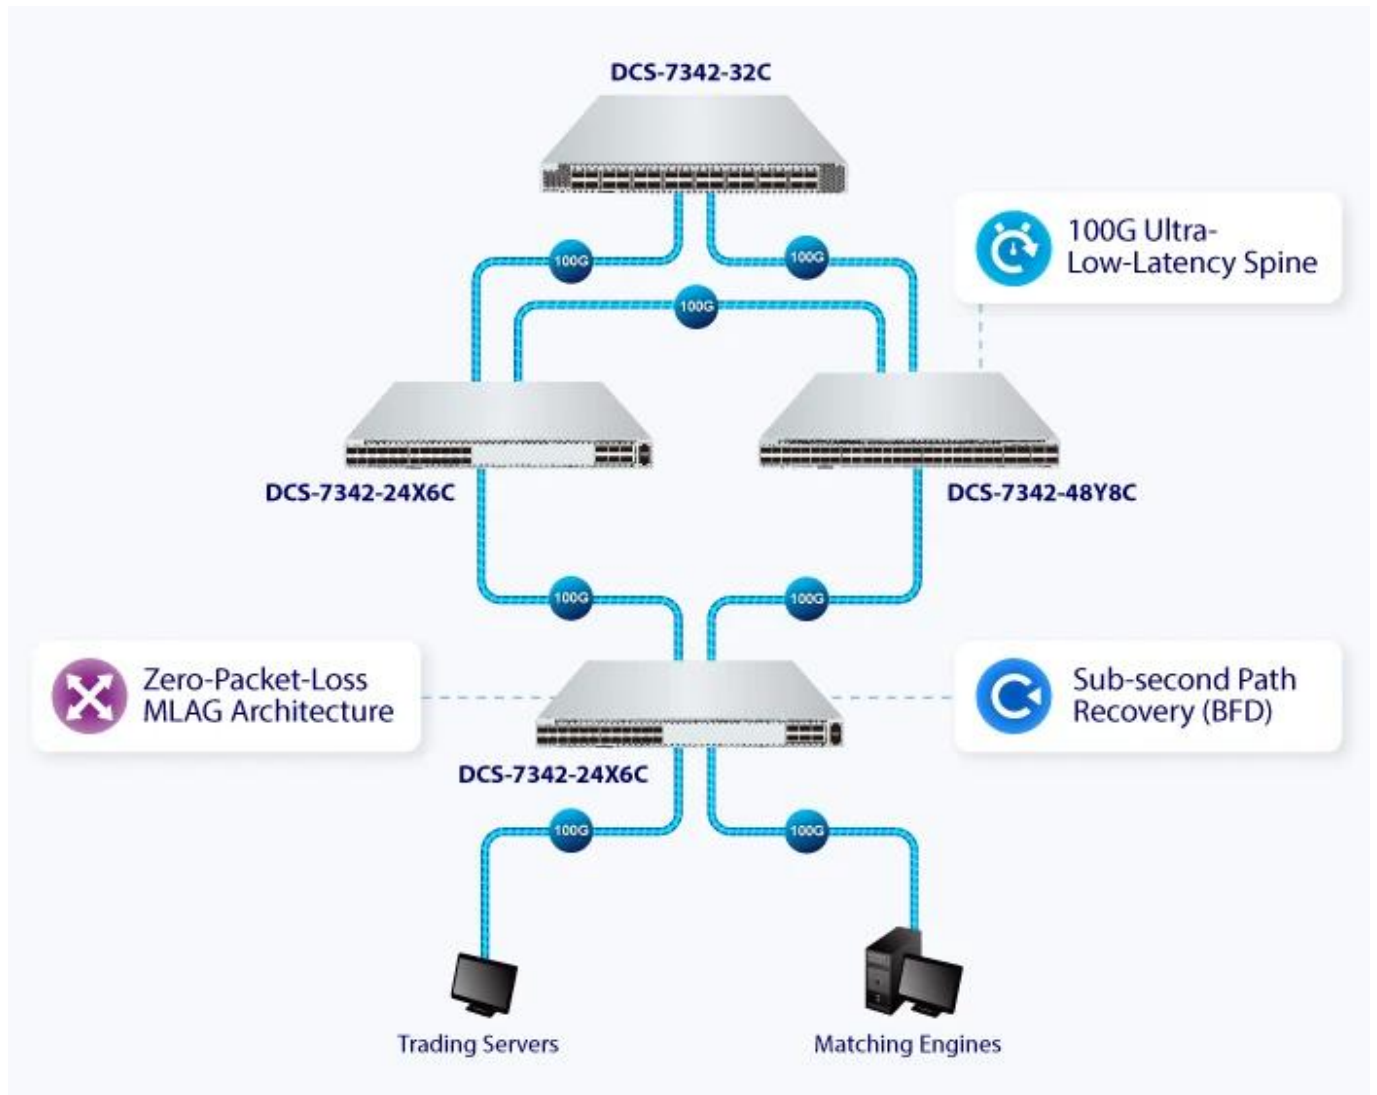 DCS-7342-32C
100G Ultra-
Low-Latency Spine
100G
100G
100G
DCS-7342-24X6C
DCS-7342-48Y8C
100G
100G
Zero-Packet-Loss
MLAG Architecture
Sub-second Path
Recovery (BFD)
DCS-7342-24X6C
100G
100G
Trading Servers
Matching Engines